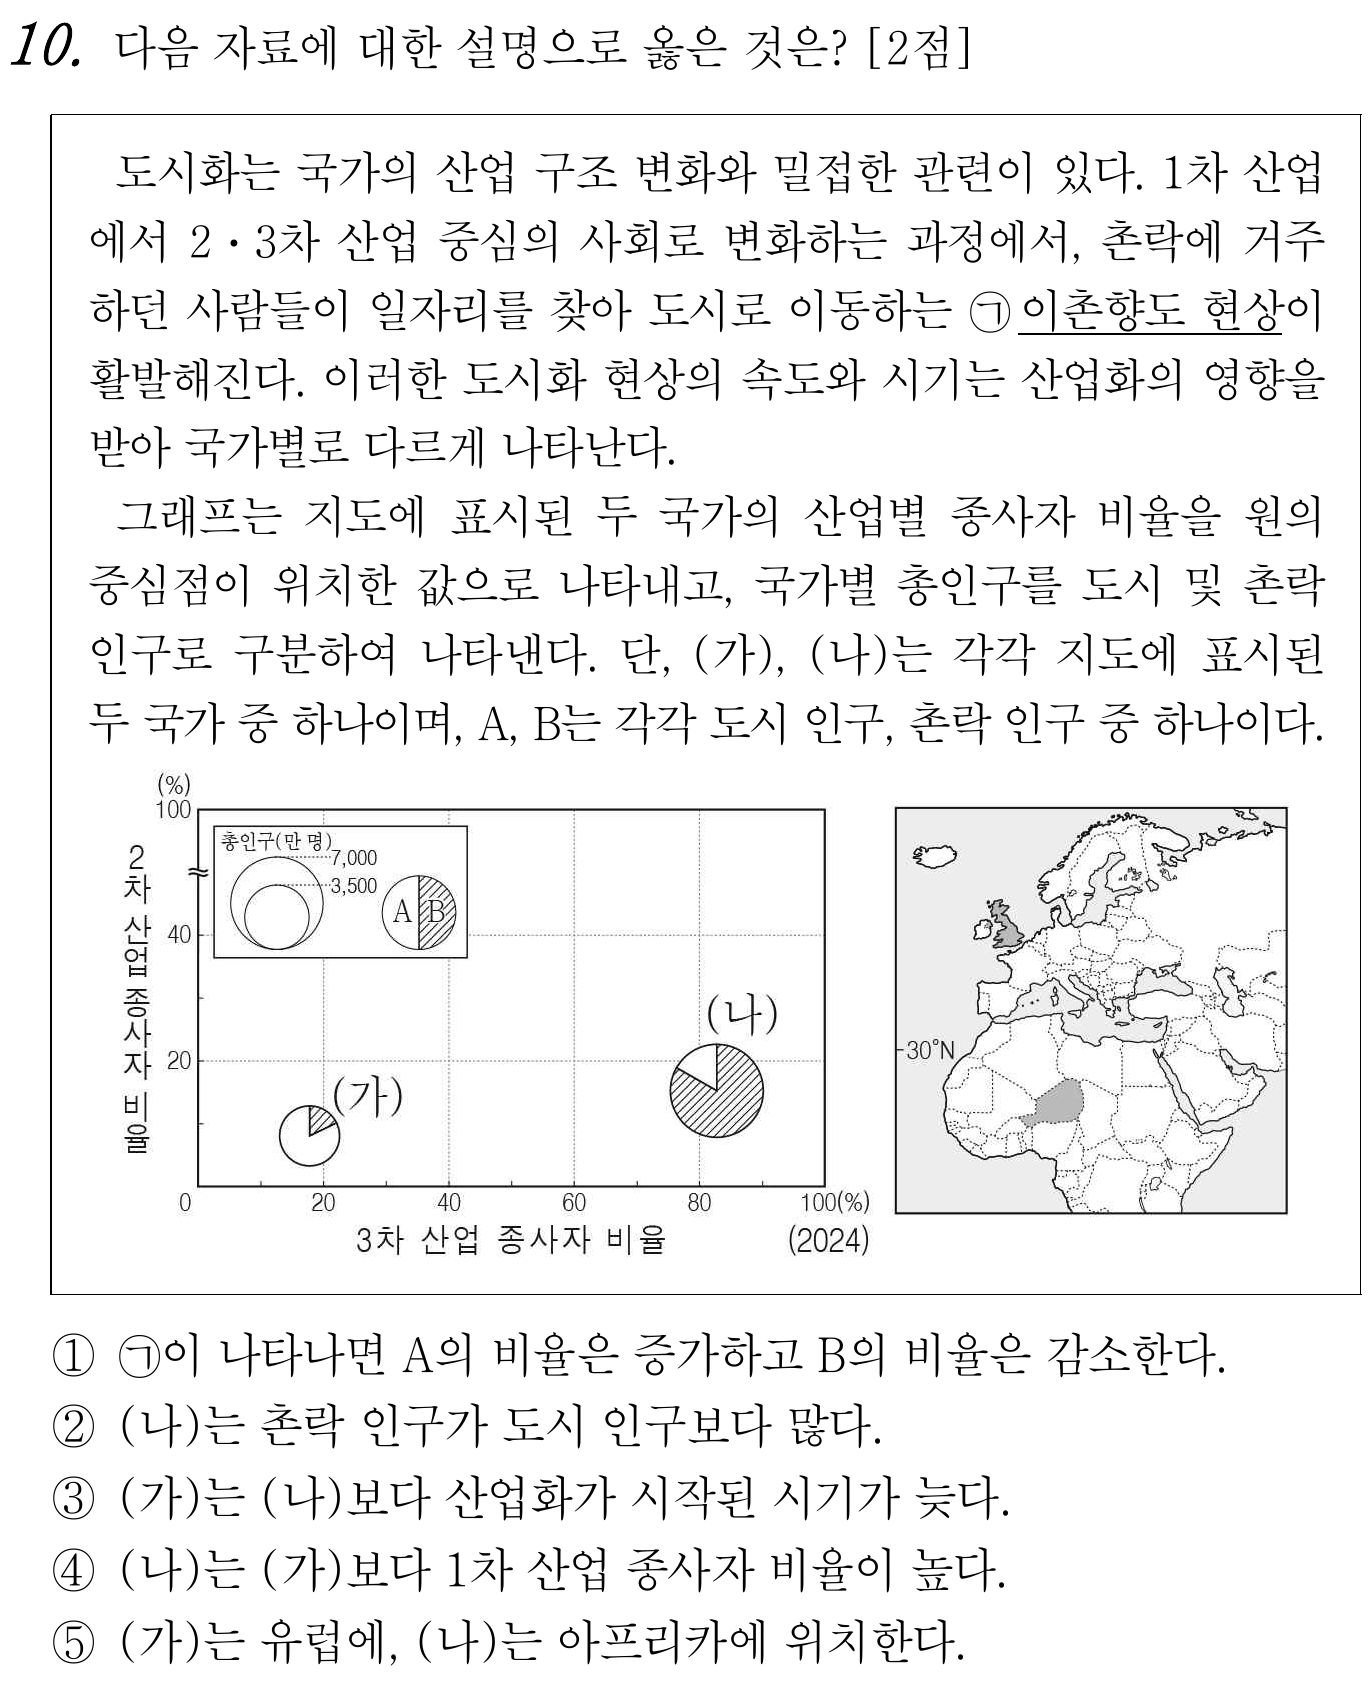 10. 다음 자료에 대한 설명으로 옳은 것은? [2점]
도시화는 국가의 산업 구조 변화와 밀접한 관련이 있다. 1차 산업
에서 2·3차 산업 중심의 사회로 변화하는 과정에서, 촌락에 거주
하던 사람들이 일자리를 찾아 도시로 이동하는 ㉠이촌향도 현상이
활발해진다. 이러한 도시화 현상의 속도와 시기는 산업화의 영향을
받아 국가별로 다르게 나타난다.
그래프는 지도에 표시된 두 국가의 산업별 종사자 비율을 원의
중심점이 위치한 값으로 나타내고, 국가별 총인구를 도시 및 촌락
인구로 구분하여 나타낸다. 단, (가), (나)는 각각 지도에 표시된
두 국가 중 하나이며, A, B는 각각 도시 인구, 촌락 인구 중 하나이다.
(%)
100
40
20
0
2차 산업 종사자 비율
총인구(만 명)
7,000
3,500
A B
(가)
(나)
20 40 60 80 100(%)
3차 산업 종사자 비율
(2024)
30°N
① ㉠이 나타나면 A의 비율은 증가하고 B의 비율은 감소한다.
② (나)는 촌락 인구가 도시 인구보다 많다.
③ (가)는 (나)보다 산업화가 시작된 시기가 늦다.
④ (나)는 (가)보다 1차 산업 종사자 비율이 높다.
⑤ (가)는 유럽에, (나)는 아프리카에 위치한다.